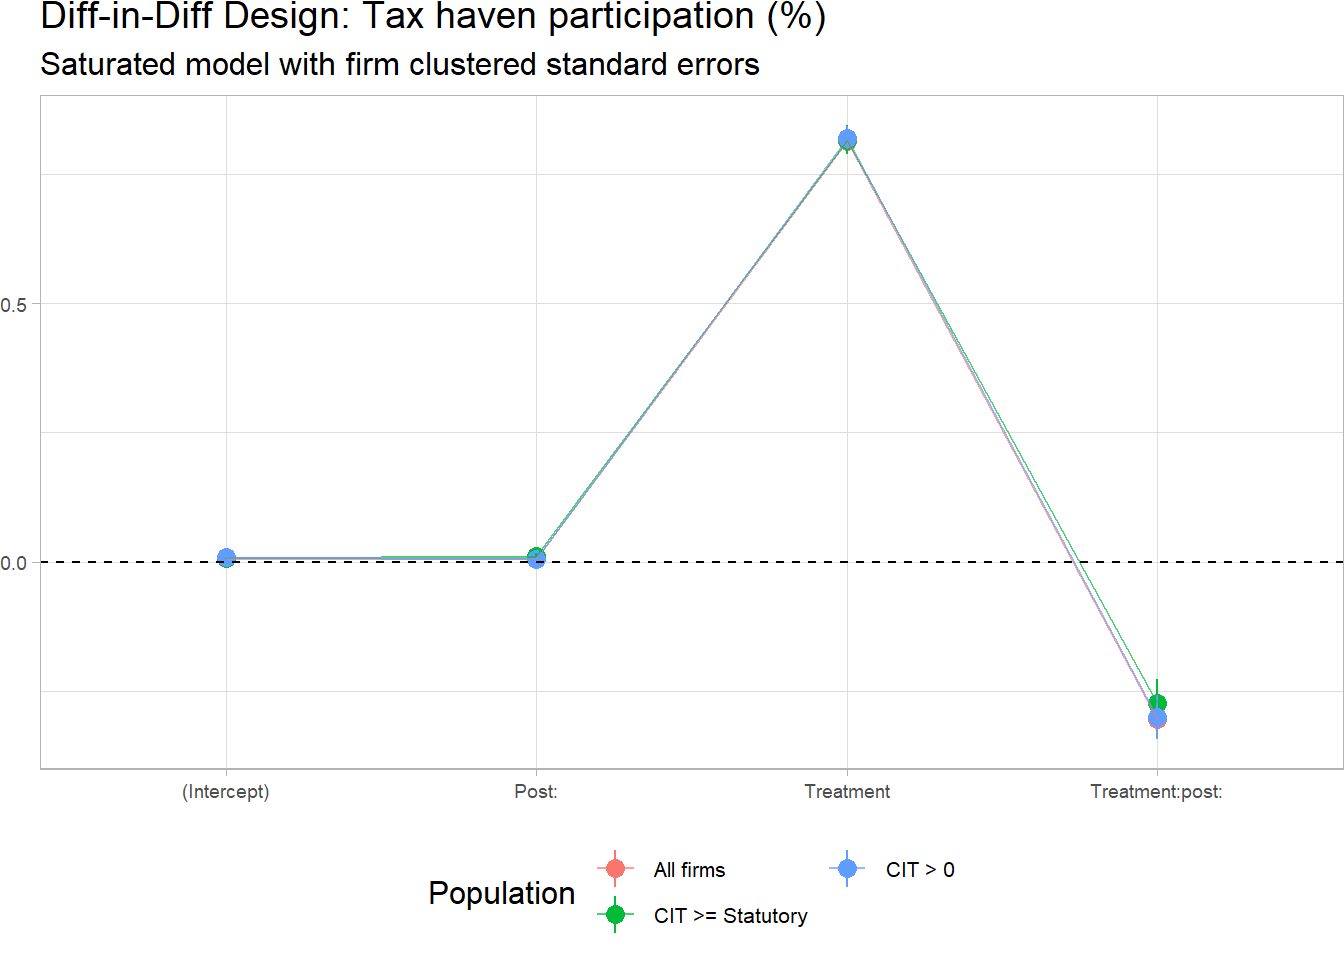 Diff-in-Diff Design: Tax haven participation (%)
Saturated model with firm clustered standard errors
0.5
0.0
(Intercept)
Post:
Treatment
Treatment:post:
Population
All firms
CIT > 0
CIT >= Statutory